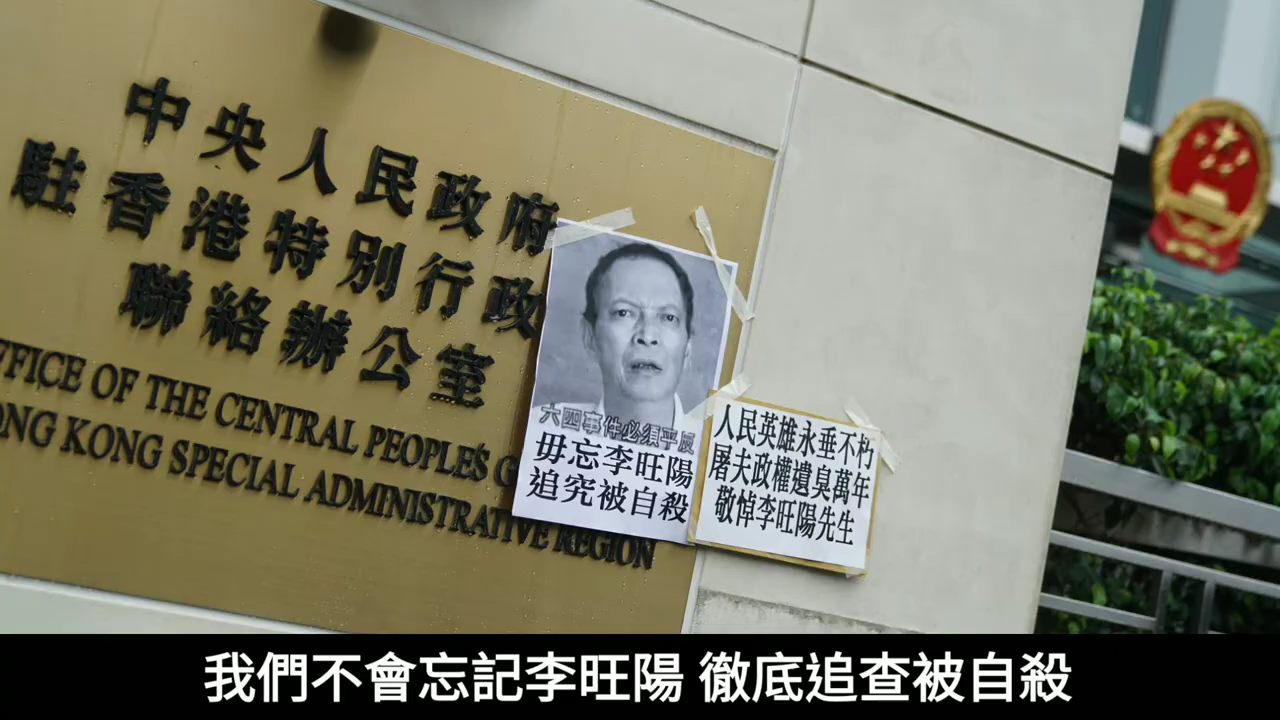 中央人民政府
駐香港特別行政
聯絡辦公室
FFICE OF THE CENTRAL PEOPLE'S G
ONG KONG SPECIAL ADMINISTRATIVE REGION
六四事件必須平反
毋忘李旺陽
追究被自殺
人民英雄永垂不朽
屠夫政權遺臭萬年
敬悼李旺陽先生
我們不會忘記李旺陽 徹底追查被自殺